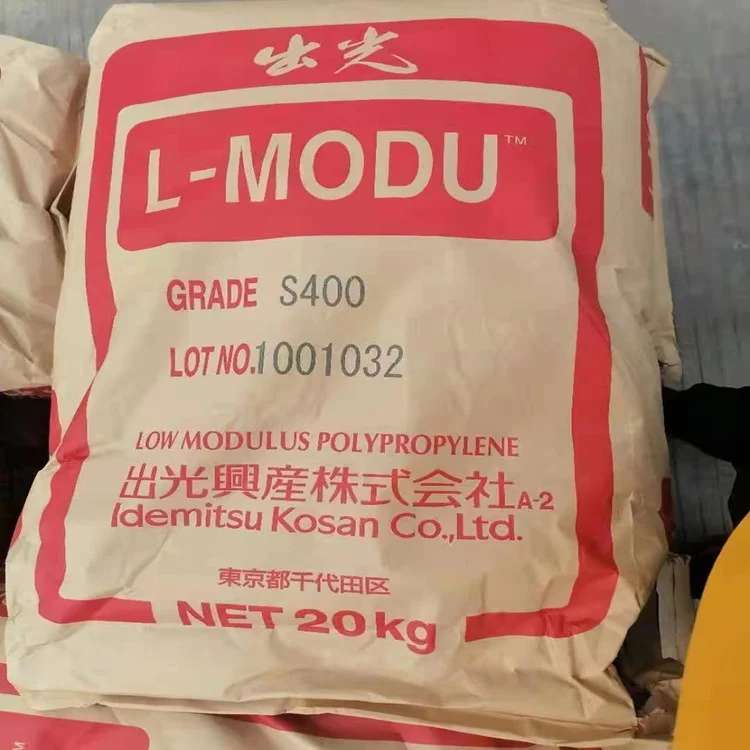 出光
L-MODU™
GRADE S400
LOT NO.1001032
LOW MODULUS POLYPROPYLENE
出光興産株式会社A-2
Idemitsu Kosan Co.,Ltd.
東京都千代田区
NET 20kg